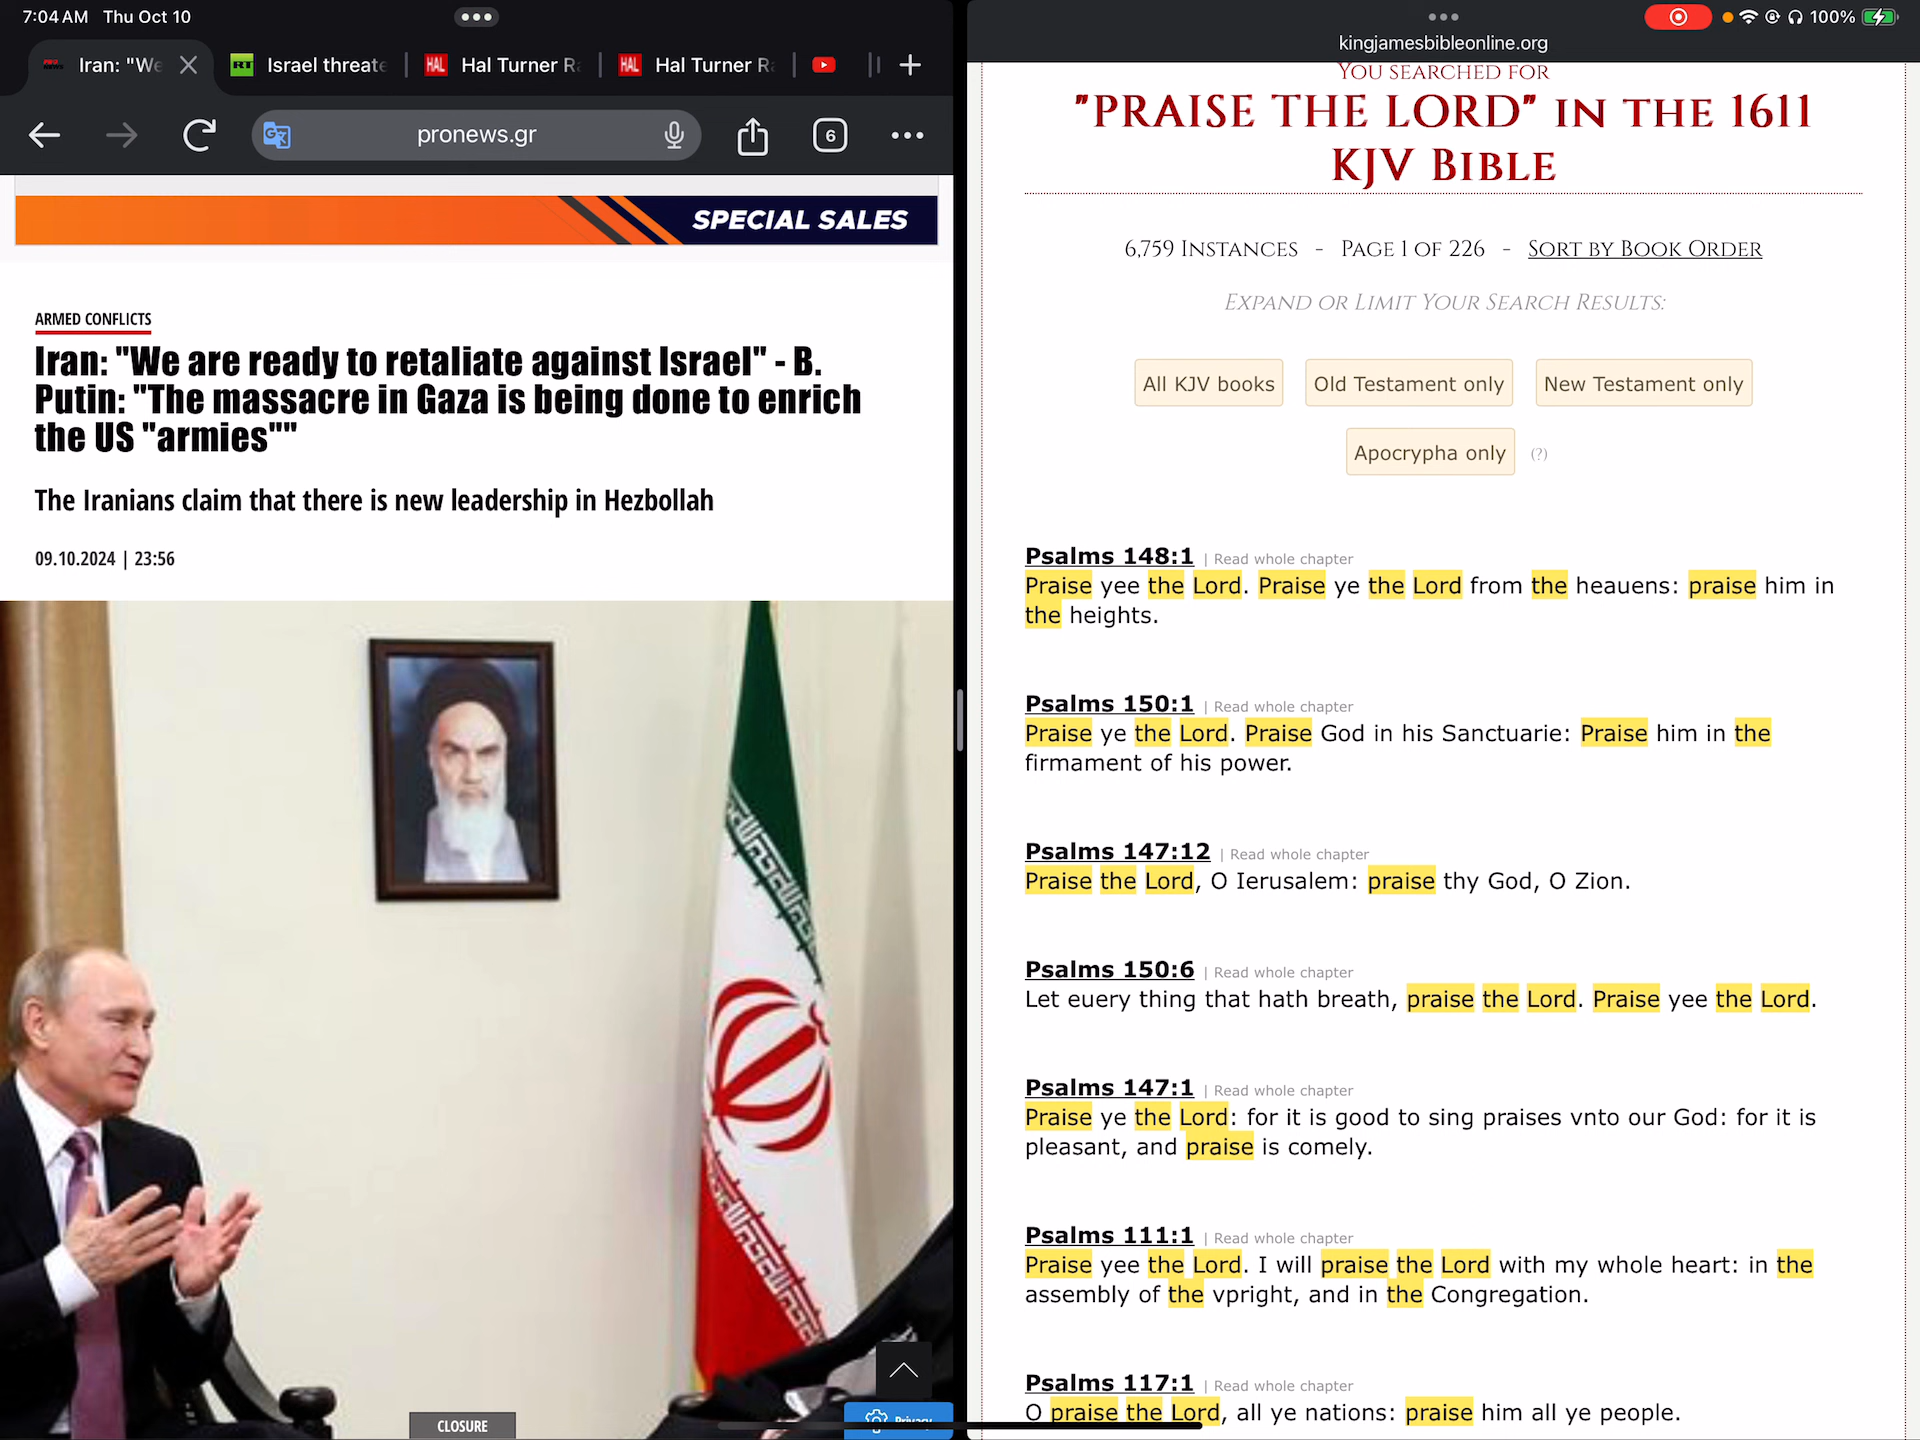 7:04 AM Thu Oct 10
Iran: "We
Israel threate
Hal Turner Ra
Hal Turner Ra
pronews.gr
6
SPECIAL SALES
ARMED CONFLICTS
Iran: "We are ready to retaliate against Israel" - B.
Putin: "The massacre in Gaza is being done to enrich
the US "armies""
The Iranians claim that there is new leadership in Hezbollah
09.10.2024 | 23:56
CLOSURE
Privacy
100%
kingjamesbibleonline.org
You searched for
"PRAISE THE LORD" in the 1611
KJV Bible
6,759 Instances - Page 1 of 226 - Sort by Book Order
Expand or Limit Your Search Results:
All KJV books
Old Testament only
New Testament only
Apocrypha only (?)
Psalms 148:1 | Read whole chapter
Praise yee the Lord. Praise ye the Lord from the heauens: praise him in
the heights.
Psalms 150:1 | Read whole chapter
Praise ye the Lord. Praise God in his Sanctuarie: Praise him in the
firmament of his power.
Psalms 147:12 | Read whole chapter
Praise the Lord, O Ierusalem: praise thy God, O Zion.
Psalms 150:6 | Read whole chapter
Let euery thing that hath breath, praise the Lord. Praise yee the Lord.
Psalms 147:1 | Read whole chapter
Praise ye the Lord: for it is good to sing praises vnto our God: for it is
pleasant, and praise is comely.
Psalms 111:1 | Read whole chapter
Praise yee the Lord. I will praise the Lord with my whole heart: in the
assembly of the vpright, and in the Congregation.
Psalms 117:1 | Read whole chapter
O praise the Lord, all ye nations: praise him all ye people.